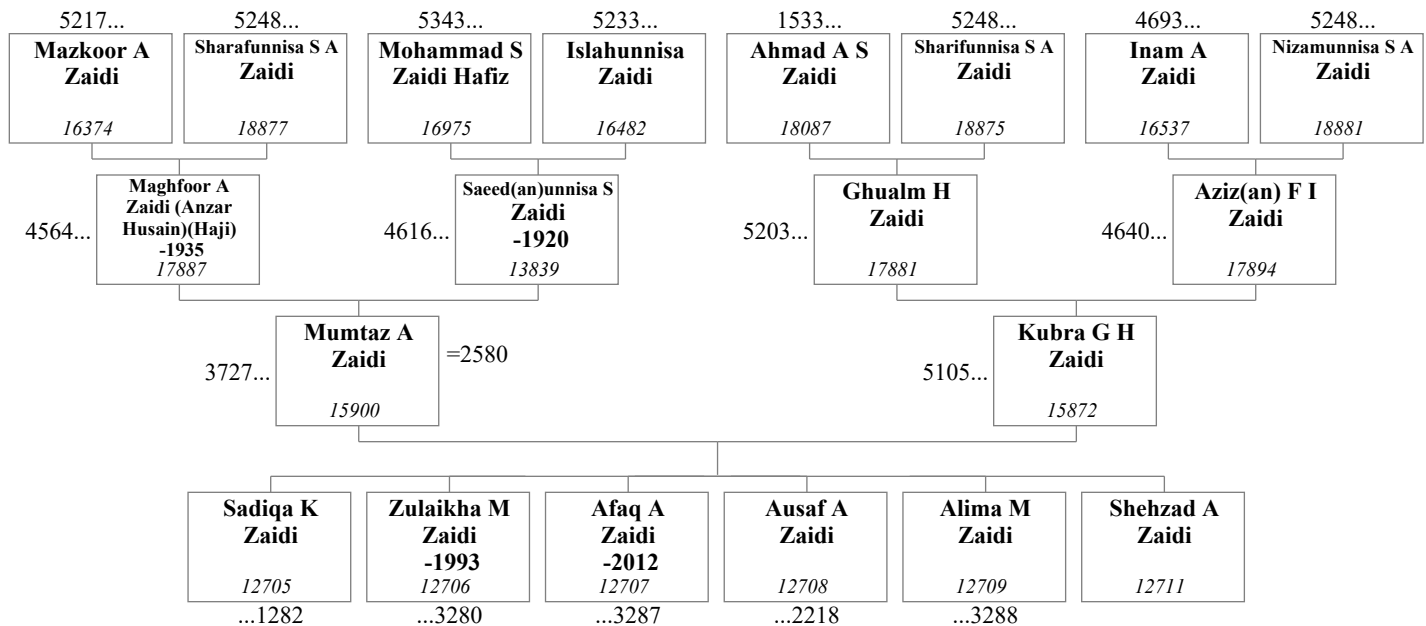 5217... 5248... 5343... 5233... 1533... 5248... 4693... 5248...
Mazkoor A
Zaidi
16374
Sharafunnisa S A
Zaidi
18877
Mohammad S
Zaidi Hafiz
16975
Islahunnisa
Zaidi
16482
Ahmad A S
Zaidi
18087
Sharifunnisa S A
Zaidi
18875
Inam A
Zaidi
16537
Nizamunnisa S A
Zaidi
18881
4564...
Maghfoor A
Zaidi (Anzar
Husain)(Haji)
-1935
17887
4616...
Saeed(an)unnisa S
Zaidi
-1920
13839
5203...
Ghualm H
Zaidi
17881
4640...
Aziz(an) F I
Zaidi
17894
3727...
Mumtaz A
Zaidi
15900
=2580
5105...
Kubra G H
Zaidi
15872
Sadiqa K
Zaidi
12705
...1282
Zulaikha M
Zaidi
-1993
12706
...3280
Afaq A
Zaidi
-2012
12707
...3287
Ausaf A
Zaidi
12708
...2218
Alima M
Zaidi
12709
...3288
Shehzad A
Zaidi
12711